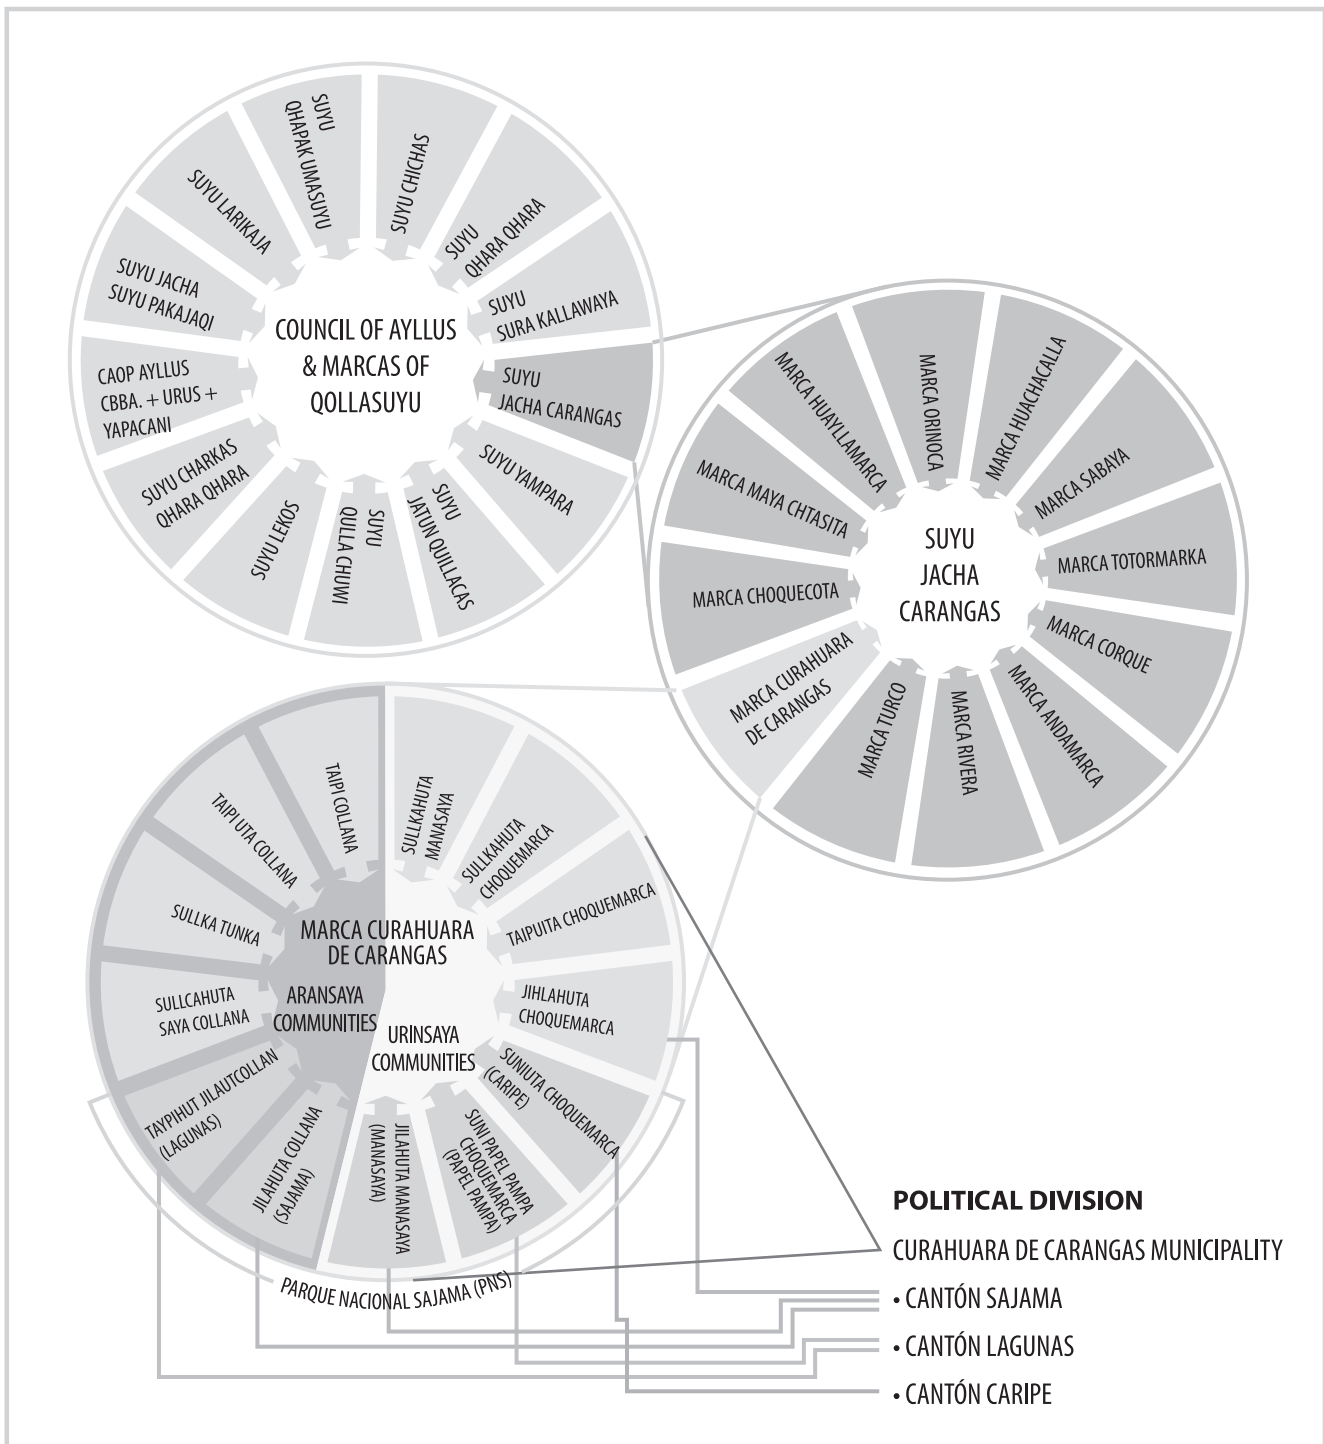 SUYU
QHAPAK UMASUYU
SUYU CHICHAS
SUYU
QHARA QHARA
SUYU
SURA KALLAWAYA
SUYU
JACHA CARANGAS
SUYU YAMPARA
SUYU
JATUN QUILLACAS
SUYU
QUILLA CHUWI
SUYU LEKOS
SUYU CHARKAS
QHARA QHARA
CAOP AYLLUS
CBBA. + URUS +
YAPACANI
SUYU JACHA
SUYU PAKAJAQI
SUYU LARIKAJA
COUNCIL OF AYLLUS
& MARCAS OF
QOLLASUYU
MARCA ORINOCA
MARCA HUACHACALLA
MARCA SABAYA
MARCA TOTORMARKA
MARCA CORQUE
MARCA ANDAMARCA
MARCA RIVERA
MARCA TURCO
MARCA CURAHUARA
DE CARANGAS
MARCA CHOQUECOTA
MARCA MAYA CHTASITA
MARCA HUAYLLAMARCA
SUYU
JACHA
CARANGAS
TAIPI COLLANA
SULLKAHUTA
MANASAYA
SULLKAHUTA
CHOQUEMARCA
TAIPUITA CHOQUEMARCA
JIHLAHUTA
CHOQUEMARCA
SUNIUTA CHOQUEMARCA
(CARIPE)
SUNI PAPEL PAMPA
CHOQUEMARCA
(PAPEL PAMPA)
JILAHUTA MANASAYA
(MANASAYA)
JILAHUTA COLLANA
(SAJAMA)
TAYPIHUT JILAUTCOLLAN
(LAGUNAS)
SULLCAHUTA
SAYA COLLANA
SULLKA TUNKA
TAIPI UTA COLLANA
MARCA CURAHUARA
DE CARANGAS
ARANSAYA
COMMUNITIES
URINSAYA
COMMUNITIES
PARQUE NACIONAL SAJAMA (PNS)
POLITICAL DIVISION
CURAHUARA DE CARANGAS MUNICIPALITY
• CANTÓN SAJAMA
• CANTÓN LAGUNAS
• CANTÓN CARIPE